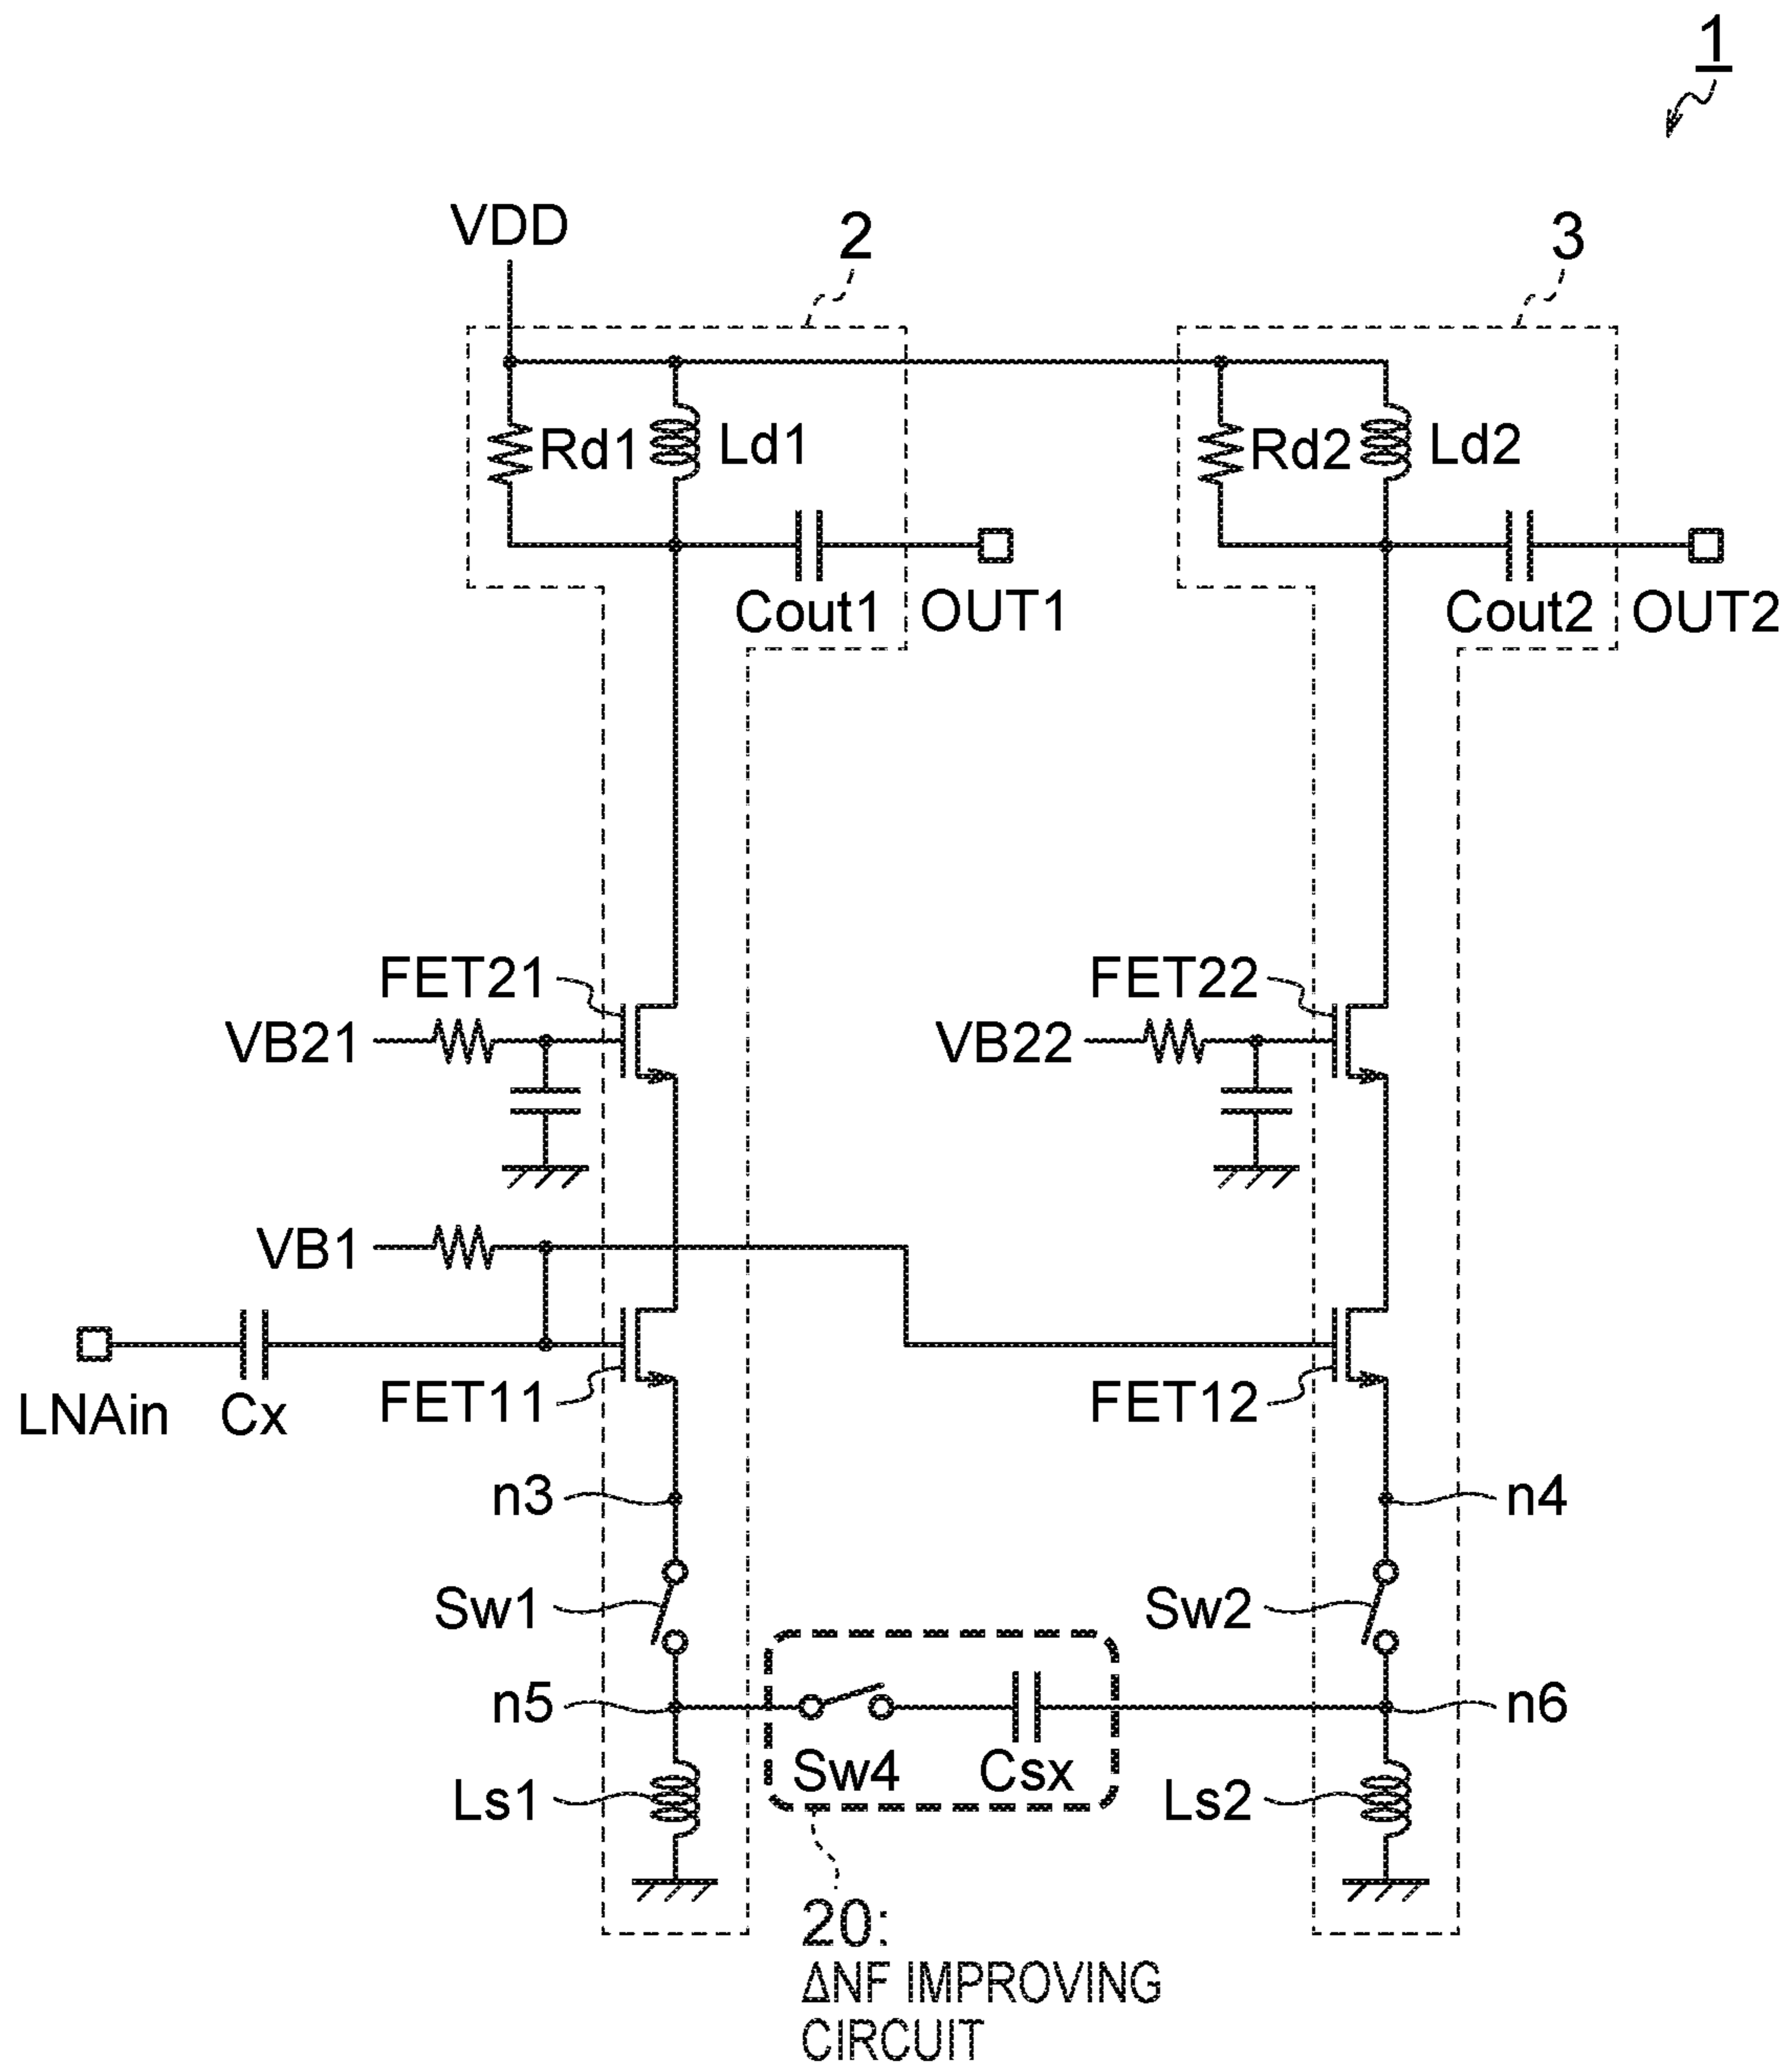 1
VDD
2
3
Rd1
Ld1
Rd2
Ld2
Cout1
OUT1
Cout2
OUT2
FET21
FET22
VB21
VB22
VB1
LNAin
Cx
FET11
FET12
n3
n4
Sw1
Sw2
n5
n6
Sw4
Csx
Ls1
Ls2
20:
ΔNF IMPROVING
CIRCUIT